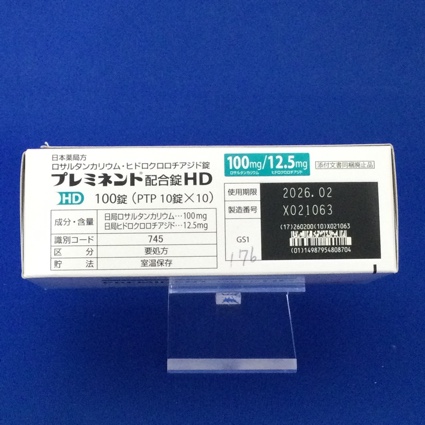 日本薬局方
ロサルタンカリウム・ヒドロクロロチアジド錠
プレミネント配合錠HD
HD 100錠（PTP 10錠×10）
成分・含量 日局ロサルタンカリウム…100mg
日局ヒドロクロロチアジド…12.5mg
識別コード 745
区分 要処方
貯法 室温保存
100mg/12.5mg
ロサルタンカリウム ヒドロクロロチアジド
添付文書同梱廃止品
使用期限 2026.02
製造番号 X021063
GS1
(17)260200(10)X021063
(01)14987954808704
176